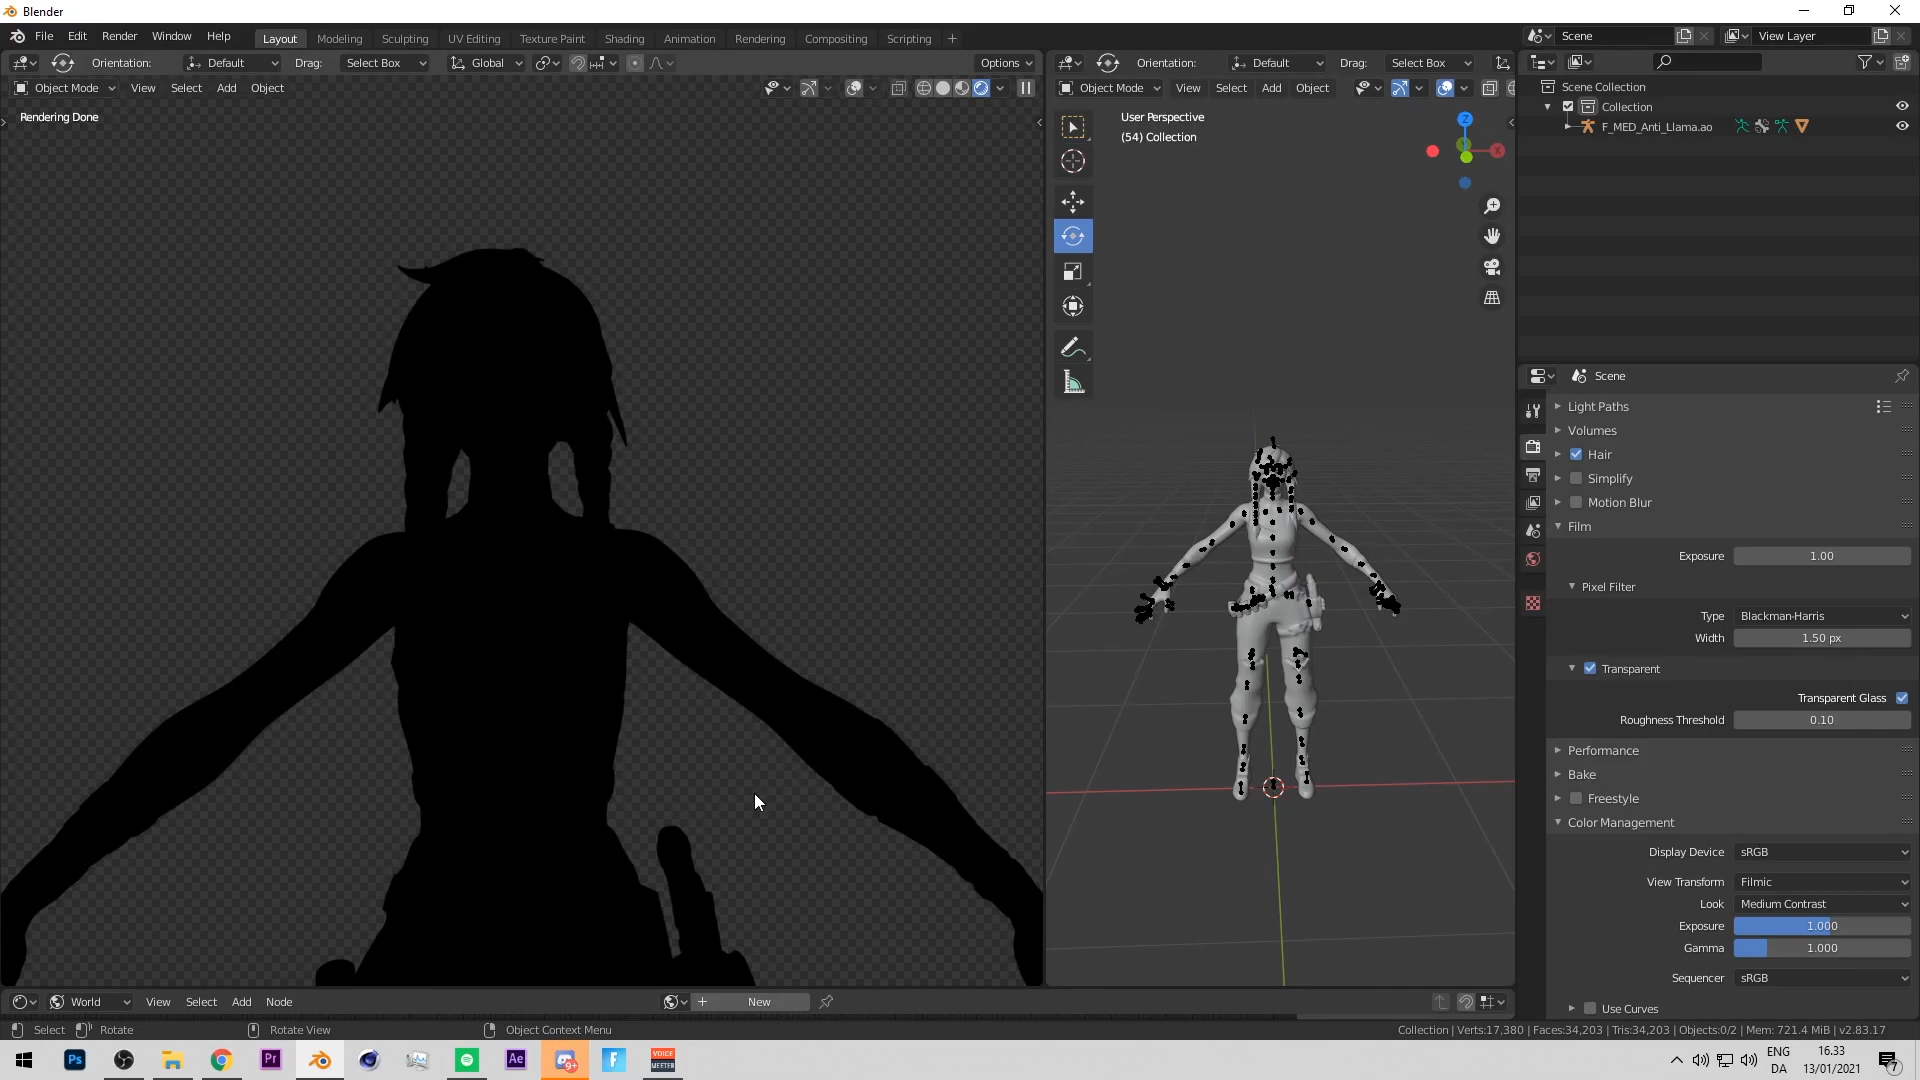 Blender
File Edit Render Window Help
Layout Modeling Sculpting UV Editing Texture Paint Shading Animation Rendering Compositing Scripting +
Scene
View Layer
Orientation: Default Drag: Select Box Global Options
Orientation: Default Drag: Select Box
Object Mode View Select Add Object
Object Mode View Select Add Object
Rendering Done
User Perspective
(54) Collection
Z
Y
X
Scene Collection
Collection
F_MED_Anti_Llama.ao
Scene
Light Paths
Volumes
Hair
Simplify
Motion Blur
Film
Exposure 1.00
Pixel Filter
Type Blackman-Harris
Width 1.50 px
Transparent
Transparent Glass
Roughness Threshold 0.10
Performance
Bake
Freestyle
Color Management
Display Device sRGB
View Transform Filmic
Look Medium Contrast
Exposure 1.000
Gamma 1.000
Sequencer sRGB
Use Curves
World View Select Add Node + New
Select Rotate Rotate View Object Context Menu
Collection | Verts:17,380 | Faces:34,203 | Tris:34,203 | Objects:0/2 | Mem: 721.4 MiB | v2.83.17
Ps
Pr
Ae
9+
F
VOICE
MEETER
ENG
DA
16.33
13/01/2021
7